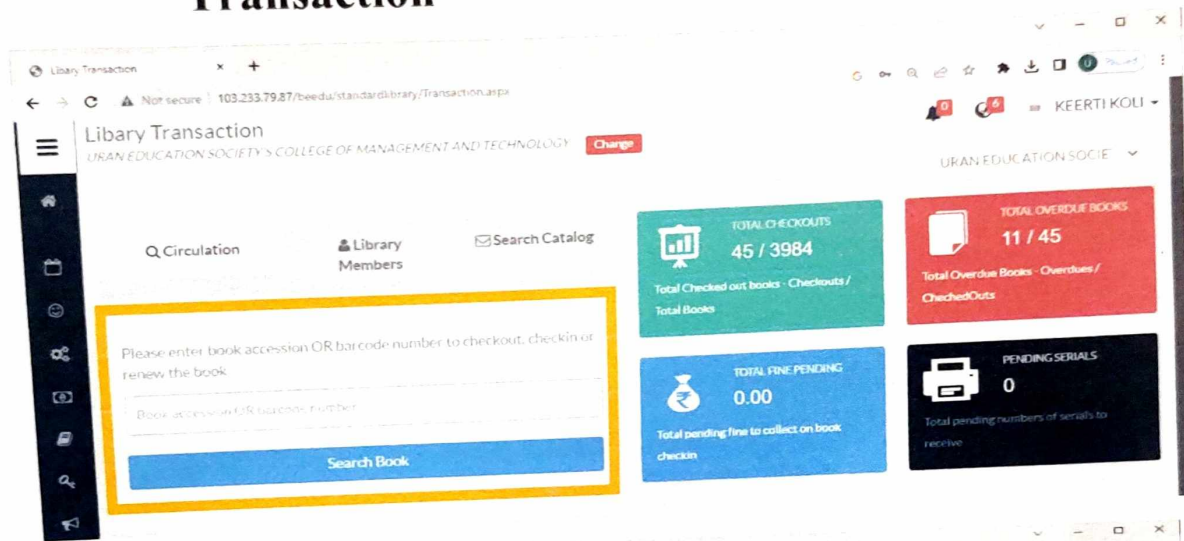 Transaction
Libary Transaction
Not secure 103.233.79.87/beedu/standardlibrary/Transaction.aspx
Libary Transaction
URAN EDUCATION SOCIETY'S COLLEGE OF MANAGEMENT AND TECHNOLOGY Change
0 6 KEERTI KOLI
URAN EDUCATION SOCIE
Circulation
Library
Members
Search Catalog
Please enter book accession OR barcode number to checkout, checkin or
renew the book
Book accession OR barcode number
Search Book
TOTAL CHECKOUTS
45 / 3984
Total Checked out books - Checkouts /
Total Books
TOTAL OVERDUE BOOKS
11 / 45
Total Overdue Books - Overdues /
ChechedOuts
TOTAL FINE PENDING
0.00
Total pending fine to collect on book
checkin
PENDING SERIALS
0
Total pending numbers of serials to
receive